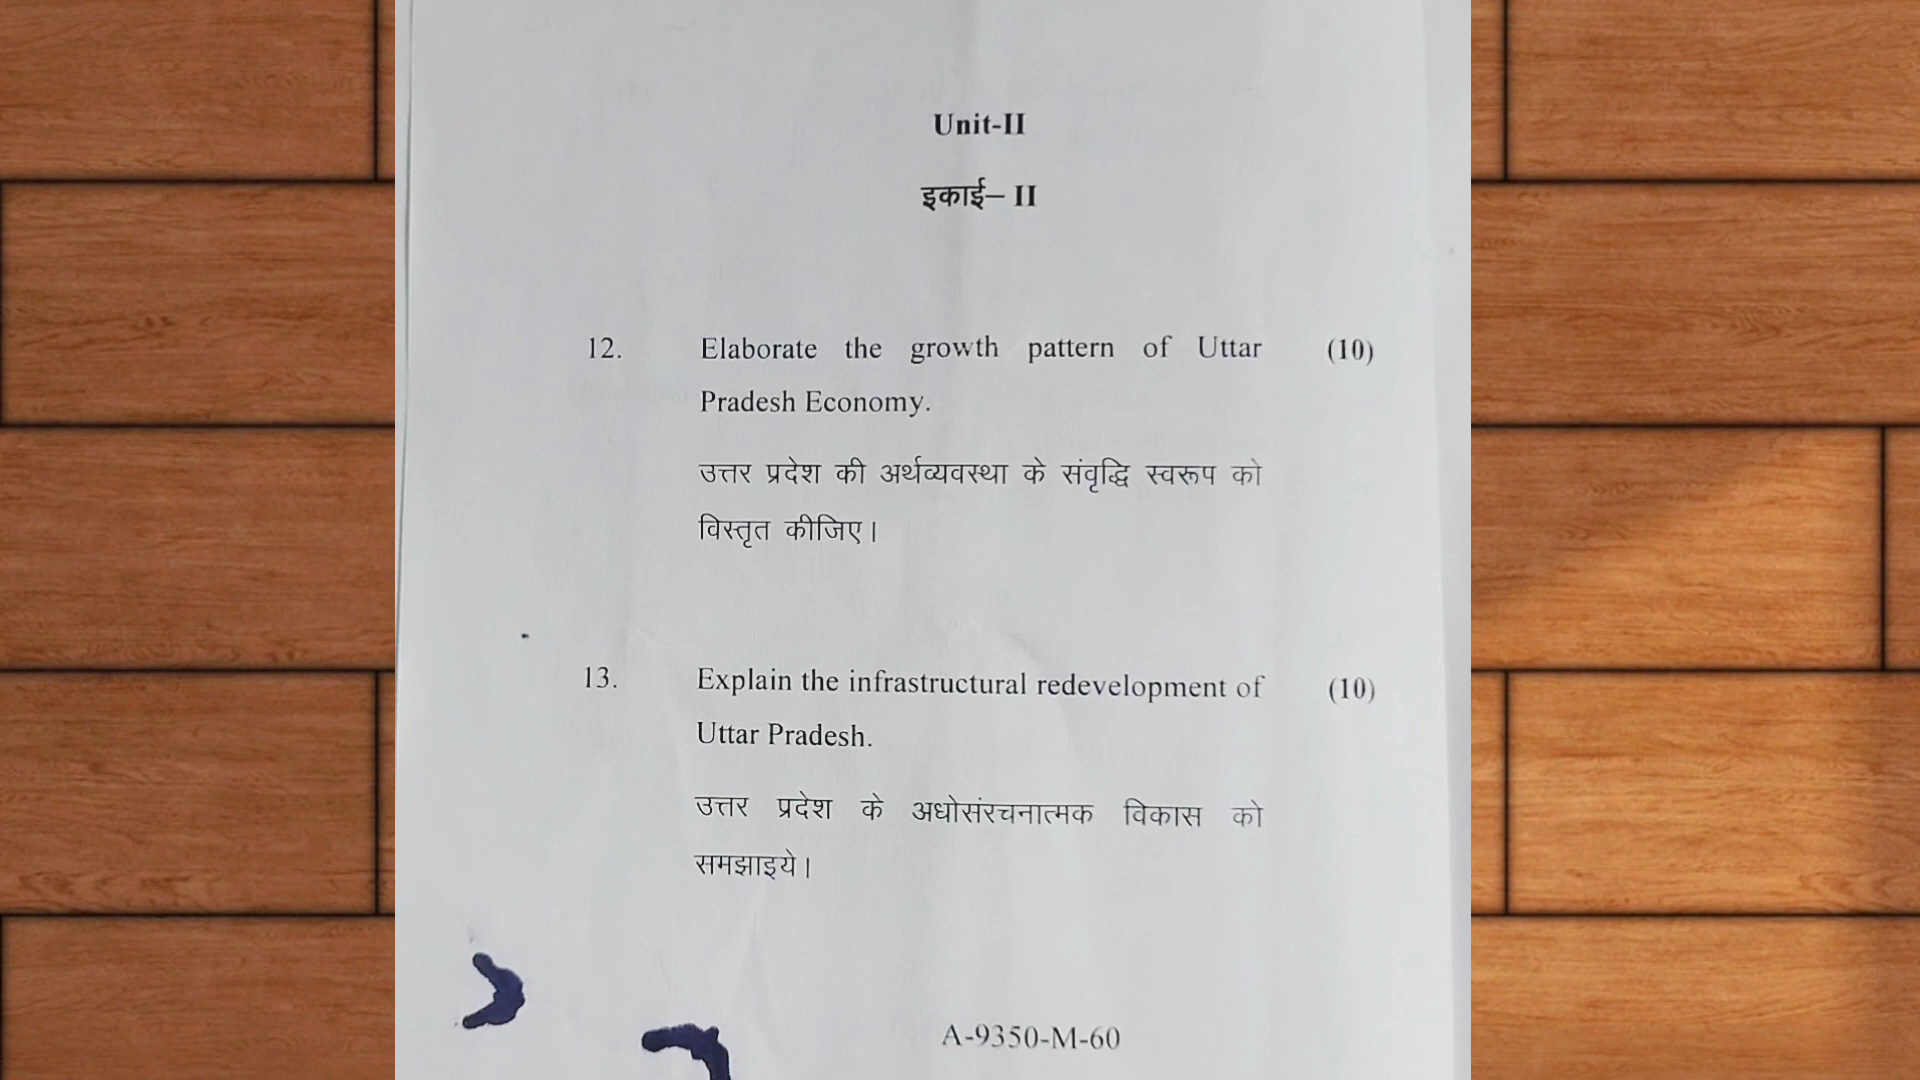 Unit-II
इकाई– II
12. Elaborate the growth pattern of Uttar (10)
Pradesh Economy.
उत्तर प्रदेश की अर्थव्यवस्था के संवृद्धि स्वरूप को
विस्तृत कीजिए।
13. Explain the infrastructural redevelopment of (10)
Uttar Pradesh.
उत्तर प्रदेश के अधोसंरचनात्मक विकास को
समझाइये।
A-9350-M-60